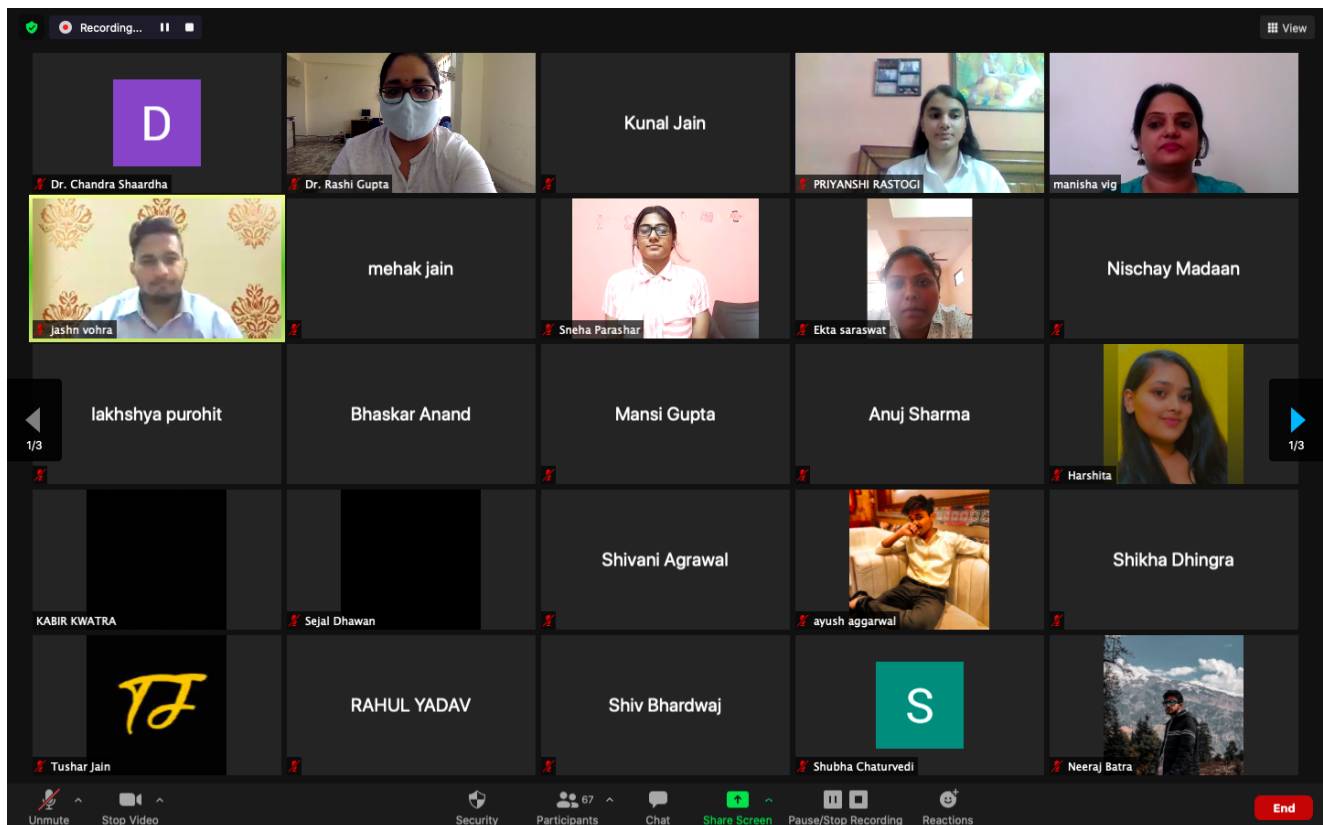 Recording...
View
D
Dr. Chandra Shaardha
Dr. Rashi Gupta
Kunal Jain
PRIYANSHI RASTOGI
manisha vig
jashn vohra
mehak jain
Sneha Parashar
Ekta saraswat
Nischay Madaan
1/3
lakhshya purohit
Bhaskar Anand
Mansi Gupta
Anuj Sharma
Harshita
1/3
KABIR KWATRA
Sejal Dhawan
Shivani Agrawal
ayush aggarwal
Shikha Dhingra
TJ
Tushar Jain
RAHUL YADAV
Shiv Bhardwaj
S
Shubha Chaturvedi
Neeraj Batra
Unmute
Stop Video
Security
67
Participants
Chat
Share Screen
Pause/Stop Recording
Reactions
End